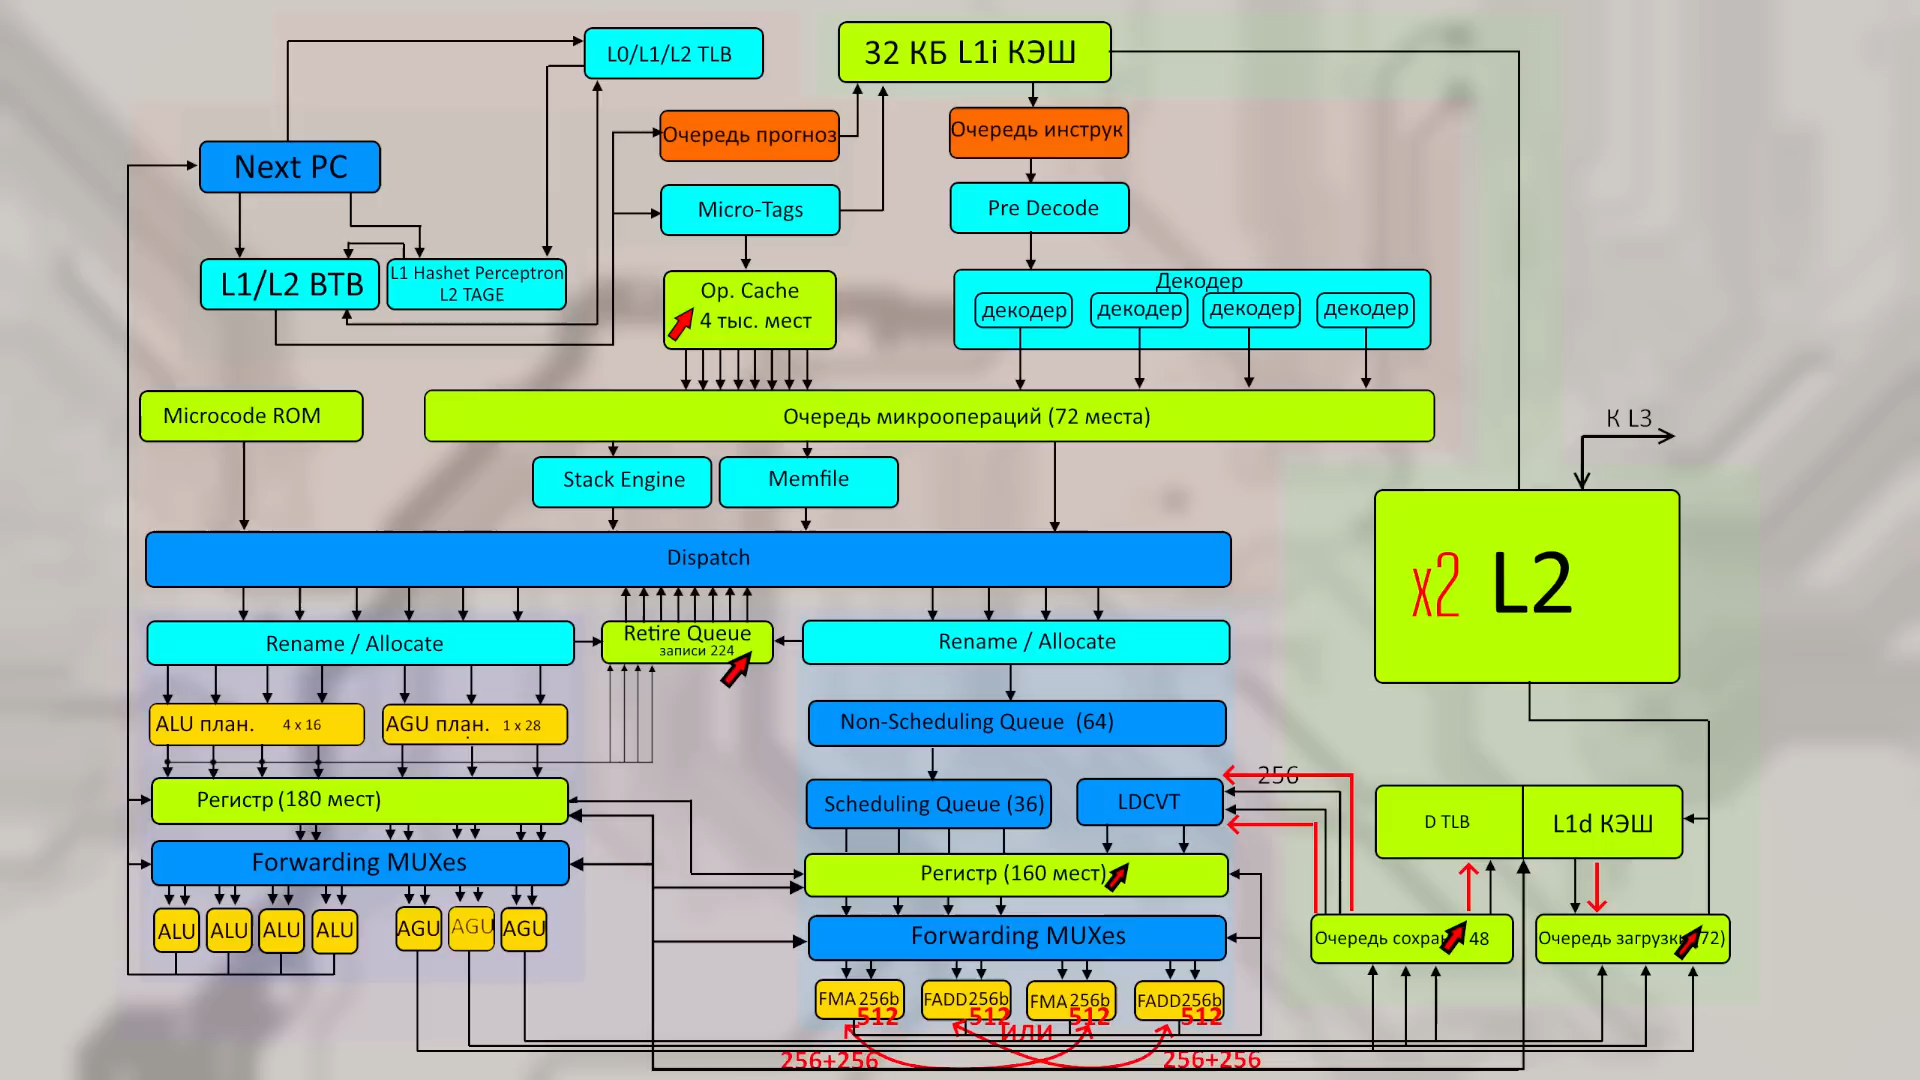 L0/L1/L2 TLB
32 КБ L1i КЭШ
Очередь прогноз
Очередь инструк
Next PC
Micro-Tags
Pre Decode
L1/L2 BTB
L1 Hashet Perceptron
L2 TAGE
Op. Cache
4 тыс. мест
Декодер
декодер
декодер
декодер
декодер
Microcode ROM
Очередь микроопераций (72 места)
К L3
Stack Engine
Memfile
Dispatch
x2 L2
Rename / Allocate
Retire Queue
записи 224
Rename / Allocate
ALU план. 4 x 16
AGU план. 1 x 28
Non-Scheduling Queue (64)
256
Регистр (180 мест)
Scheduling Queue (36)
LDCVT
D TLB
L1d КЭШ
Forwarding MUXes
Регистр (160 мест)
ALU
ALU
ALU
ALU
AGU
AGU
AGU
Forwarding MUXes
Очередь сохран 48
Очередь загрузк 72)
FMA 256b
FADD256b
FMA 256b
FADD256b
512
512
или
512
512
256+256
256+256